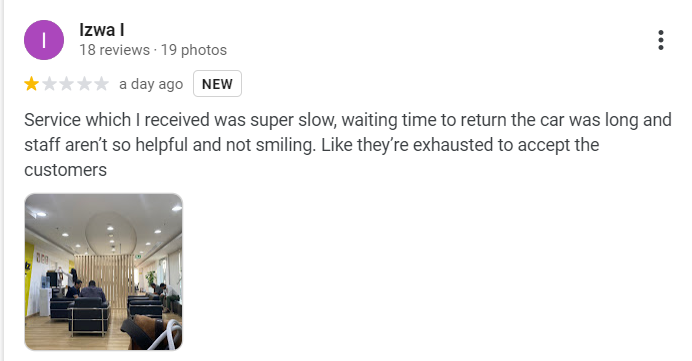 I
Izwa I
18 reviews · 19 photos
a day ago NEW
Service which I received was super slow, waiting time to return the car was long and
staff aren’t so helpful and not smiling. Like they’re exhausted to accept the
customers